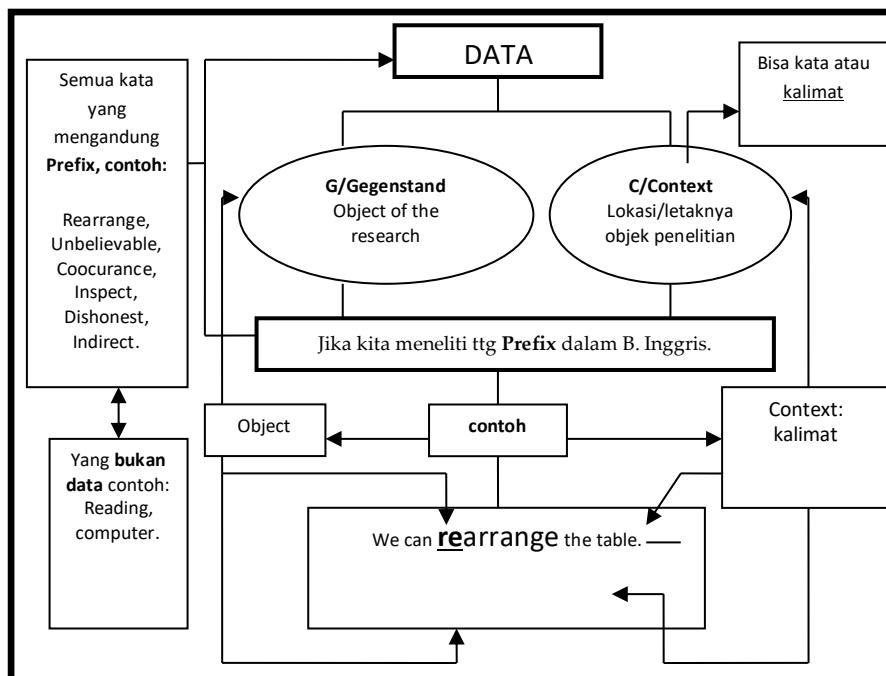 DATA
Semua kata
yang
mengandung
Prefix, contoh:
Rearrange,
Unbelievable,
Coocurance,
Inspect,
Dishonest,
Indirect.
Bisa kata atau
kalimat
G/Gegenstand
Object of the
research
C/Context
Lokasi/letaknya
objek penelitian
Jika kita meneliti ttg Prefix dalam B. Inggris.
Object
contoh
Context:
kalimat
Yang bukan
data contoh:
Reading,
computer.
We can rearrange the table.